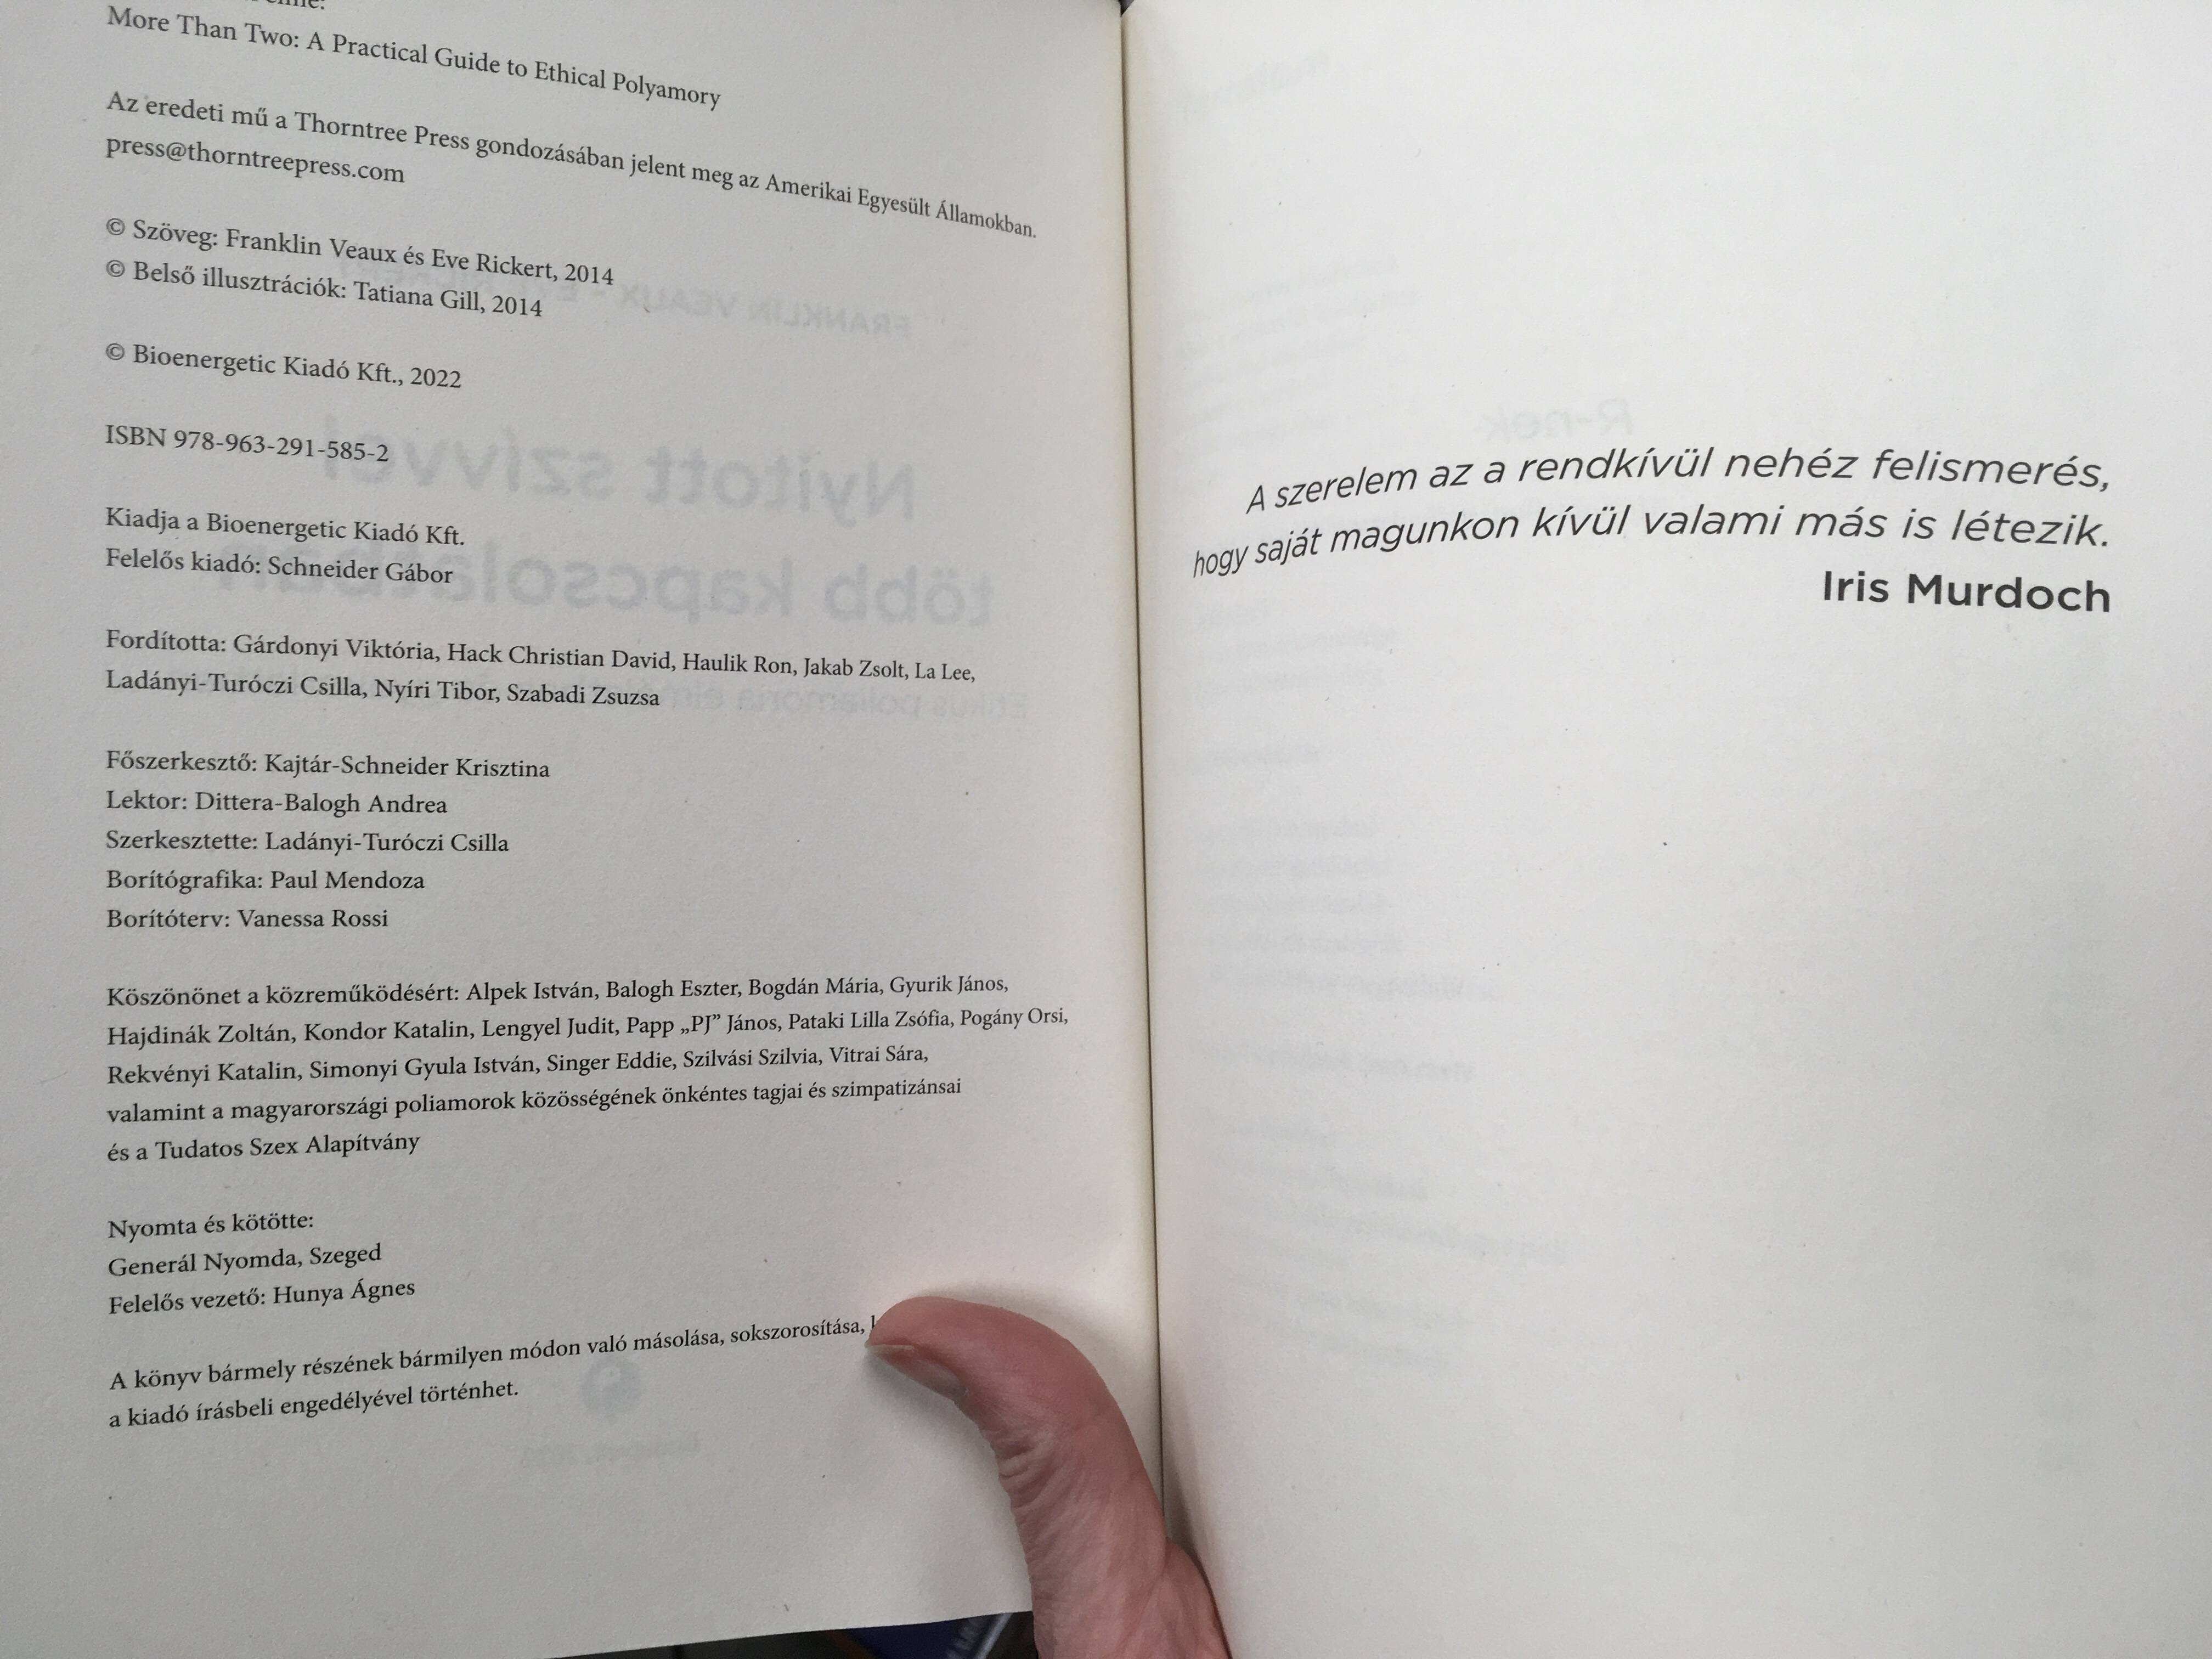 More Than Two: A Practical Guide to Ethical Polyamory
Az eredeti mű a Thorntree Press gondozásában jelent meg az Amerikai Egyesült Államokban.
press@thorntreepress.com
© Szöveg: Franklin Veaux és Eve Rickert, 2014
© Belső illusztrációk: Tatiana Gill, 2014
© Bioenergetic Kiadó Kft., 2022
ISBN 978-963-291-585-2
Kiadja a Bioenergetic Kiadó Kft.
Felelős kiadó: Schneider Gábor
Fordította: Gárdonyi Viktória, Hack Christian David, Haulik Ron, Jakab Zsolt, La Lee,
Ladányi-Turóczi Csilla, Nyíri Tibor, Szabadi Zsuzsa
Főszerkesztő: Kajtár-Schneider Krisztina
Lektor: Dittera-Balogh Andrea
Szerkesztette: Ladányi-Turóczi Csilla
Borítógrafika: Paul Mendoza
Borítóterv: Vanessa Rossi
Köszönönet a közreműködésért: Alpek István, Balogh Eszter, Bogdán Mária, Gyurik János,
Hajdinák Zoltán, Kondor Katalin, Lengyel Judit, Papp „PJ” János, Pataki Lilla Zsófia, Pogány Orsi,
Rekvényi Katalin, Simonyi Gyula István, Singer Eddie, Szilvási Szilvia, Vitrai Sára,
valamint a magyarországi poliamorok közösségének önkéntes tagjai és szimpatizánsai
és a Tudatos Szex Alapítvány
Nyomta és kötötte:
Generál Nyomda, Szeged
Felelős vezető: Hunya Ágnes
A könyv bármely részének bármilyen módon való másolása, sokszorosítása,
a kiadó írásbeli engedélyével történhet.
A szerelem az a rendkívül nehéz felismerés,
hogy saját magunkon kívül valami más is létezik.
Iris Murdoch